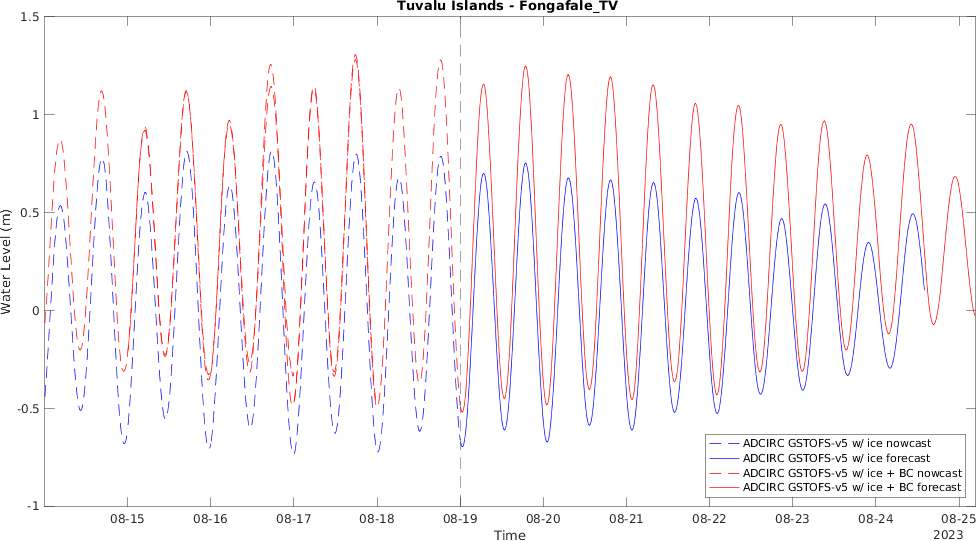 Tuvalu Islands - Fongafale_TV
1.5
1
0.5
0
-0.5
-1
Water Level (m)
ADCIRC GSTOFS-v5 w/ ice nowcast
ADCIRC GSTOFS-v5 w/ ice forecast
ADCIRC GSTOFS-v5 w/ ice + BC nowcast
ADCIRC GSTOFS-v5 w/ ice + BC forecast
08-15 08-16 08-17 08-18 08-19 08-20 08-21 08-22 08-23 08-24 08-25
Time
2023